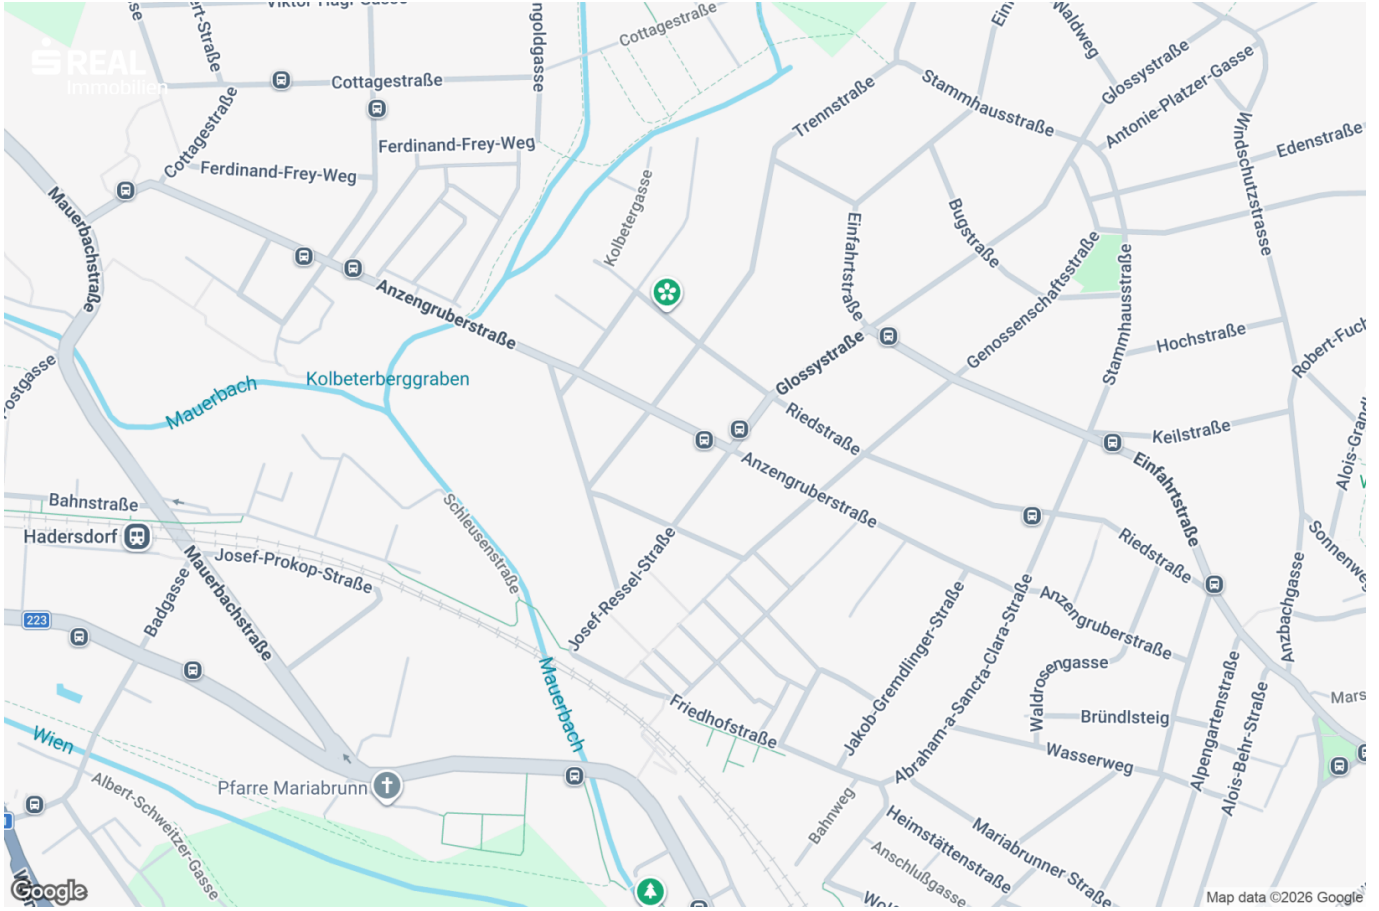 Viktor-Hagl-Gasse
Cottagestraße
REAL
Immobilien
Cottagestraße
Glossystraße
Waldweg
Stammhausstraße
Antonie-Platzer-Gasse
Trennstraße
Windschutzstrasse
Edenstraße
Cottagestraße
Ferdinand-Frey-Weg
Ferdinand-Frey-Weg
Mauerbachstraße
Kolbetergasse
Einfahrtstraße
Bugstraße
Genossenschaftsstraße
Stammhausstraße
Anzengruberstraße
Hochstraße
Glossystraße
Kolbeterberggraben
Mauerbach
Riedstraße
Keilstraße
Anzengruberstraße
Einfahrtstraße
Bahnstraße
Hadersdorf
Schleusenstraße
Josef-Prokop-Straße
Josef-Ressel-Straße
Riedstraße
Mauerbachstraße
Badgasse
223
Jakob-Gremdlinger-Straße
Abraham-a-Sancta-Clara-Straße
Anzengruberstraße
Waldrosengasse
Anzbachgasse
Mauerbach
Friedhofstraße
Bründlsteig
Wasserweg
Alpengartenstraße
Alois-Behr-Straße
Wien
Pfarre Mariabrunn
Albert-Schweitzer-Gasse
Bahnweg
Heimstättenstraße
Mariabrunner Straße
Anschlußgasse
Google
Map data ©2026 Google